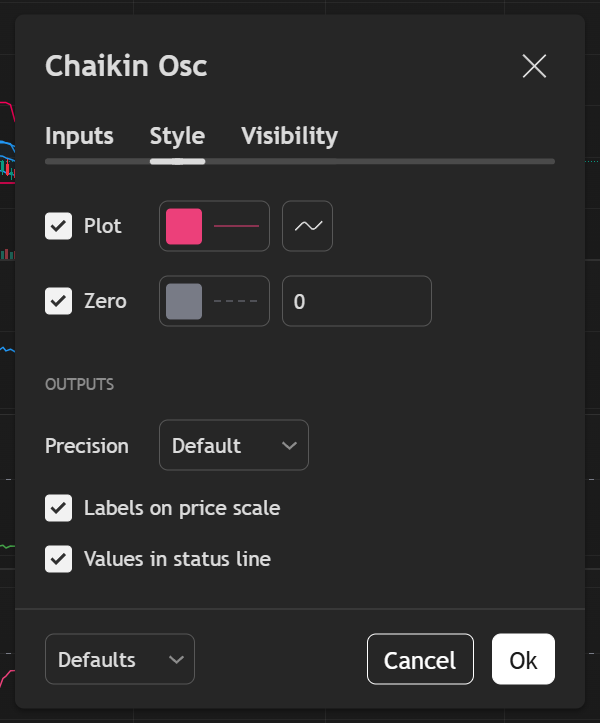 Chaikin Osc
Inputs Style Visibility
Plot
Zero 0
OUTPUTS
Precision Default
Labels on price scale
Values in status line
Defaults Cancel Ok